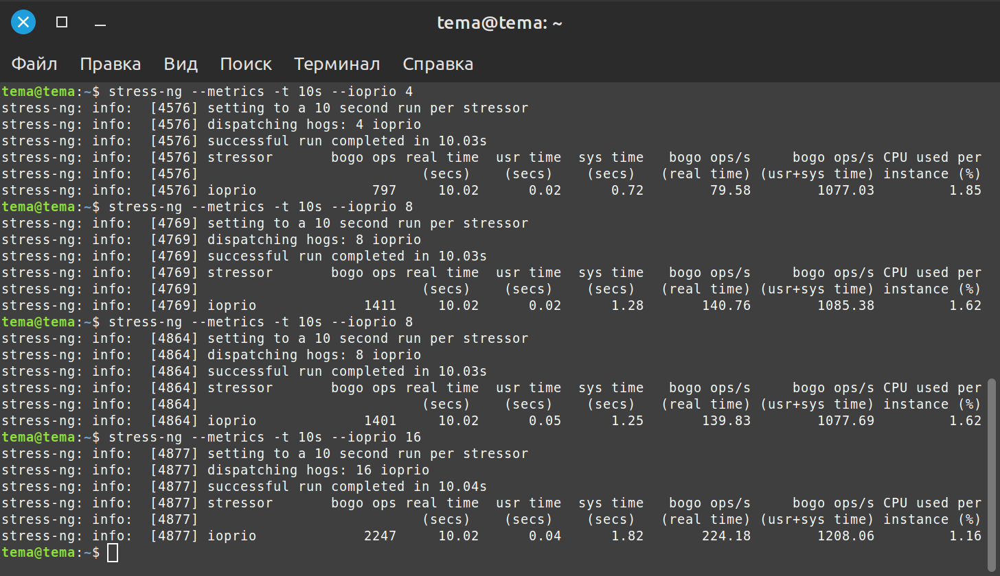 tema@tema: ~
Файл Правка Вид Поиск Терминал Справка
tema@tema:~$ stress-ng --metrics -t 10s --ioprio 4
stress-ng: info:  [4576] setting to a 10 second run per stressor
stress-ng: info:  [4576] dispatching hogs: 4 ioprio
stress-ng: info:  [4576] successful run completed in 10.03s
stress-ng: info:  [4576] stressor       bogo ops real time  usr time  sys time   bogo ops/s     bogo ops/s CPU used per
stress-ng: info:  [4576]                           (secs)    (secs)    (secs)   (real time) (usr+sys time) instance (%)
stress-ng: info:  [4576] ioprio              797     10.02      0.02      0.72        79.58        1077.03         1.85
tema@tema:~$ stress-ng --metrics -t 10s --ioprio 8
stress-ng: info:  [4769] setting to a 10 second run per stressor
stress-ng: info:  [4769] dispatching hogs: 8 ioprio
stress-ng: info:  [4769] successful run completed in 10.03s
stress-ng: info:  [4769] stressor       bogo ops real time  usr time  sys time   bogo ops/s     bogo ops/s CPU used per
stress-ng: info:  [4769]                           (secs)    (secs)    (secs)   (real time) (usr+sys time) instance (%)
stress-ng: info:  [4769] ioprio             1411     10.02      0.02      1.28       140.76        1085.38         1.62
tema@tema:~$ stress-ng --metrics -t 10s --ioprio 8
stress-ng: info:  [4864] setting to a 10 second run per stressor
stress-ng: info:  [4864] dispatching hogs: 8 ioprio
stress-ng: info:  [4864] successful run completed in 10.03s
stress-ng: info:  [4864] stressor       bogo ops real time  usr time  sys time   bogo ops/s     bogo ops/s CPU used per
stress-ng: info:  [4864]                           (secs)    (secs)    (secs)   (real time) (usr+sys time) instance (%)
stress-ng: info:  [4864] ioprio             1401     10.02      0.05      1.25       139.83        1077.69         1.62
tema@tema:~$ stress-ng --metrics -t 10s --ioprio 16
stress-ng: info:  [4877] setting to a 10 second run per stressor
stress-ng: info:  [4877] dispatching hogs: 16 ioprio
stress-ng: info:  [4877] successful run completed in 10.04s
stress-ng: info:  [4877] stressor       bogo ops real time  usr time  sys time   bogo ops/s     bogo ops/s CPU used per
stress-ng: info:  [4877]                           (secs)    (secs)    (secs)   (real time) (usr+sys time) instance (%)
stress-ng: info:  [4877] ioprio             2247     10.02      0.04      1.82       224.18        1208.06         1.16
tema@tema:~$